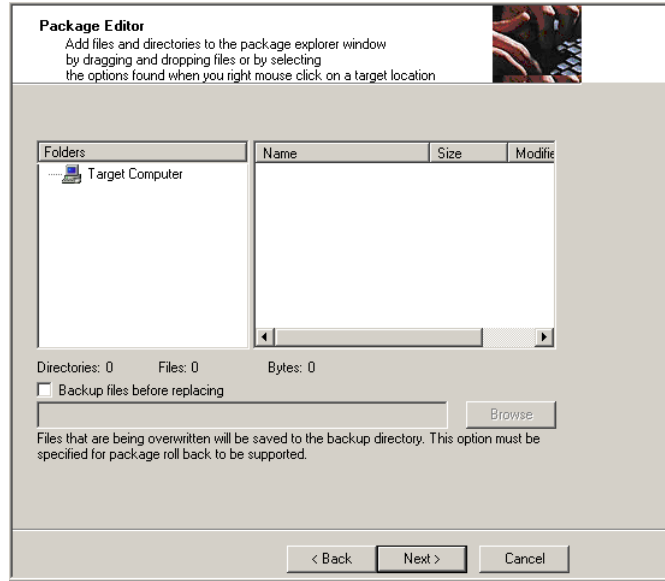 Package Editor
Add files and directories to the package explorer window
by dragging and dropping files or by selecting
the options found when you right mouse click on a target location
Folders
Name Size Modifie
Target Computer
Directories: 0 Files: 0 Bytes: 0
Backup files before replacing
Browse
Files that are being overwritten will be saved to the backup directory. This option must be
specified for package roll back to be supported.
< Back Next > Cancel